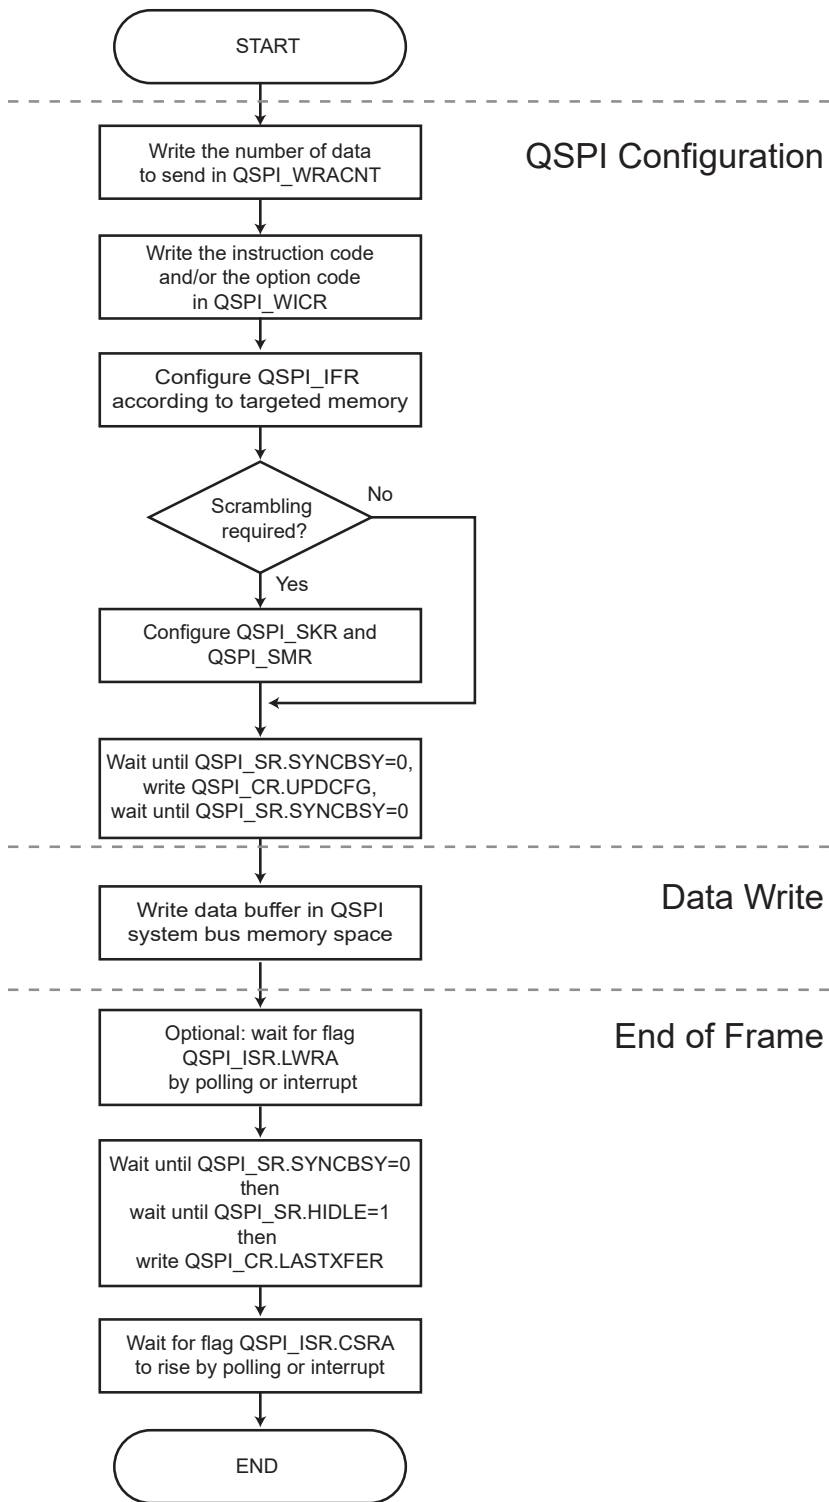 START
QSPI Configuration
Write the number of data
to send in QSPI_WRACNT
Write the instruction code
and/or the option code
in QSPI_WICR
Configure QSPI_IFR
according to targeted memory
No
Scrambling
required?
Yes
Configure QSPI_SKR and
QSPI_SMR
Wait until QSPI_SR.SYNCBSY=0,
write QSPI_CR.UPDCFG,
wait until QSPI_SR.SYNCBSY=0
Data Write
Write data buffer in QSPI
system bus memory space
End of Frame
Optional: wait for flag
QSPI_ISR.LWRA
by polling or interrupt
Wait until QSPI_SR.SYNCBSY=0
then
wait until QSPI_SR.HIDLE=1
then
write QSPI_CR.LASTXFER
Wait for flag QSPI_ISR.CSRA
to rise by polling or interrupt
END